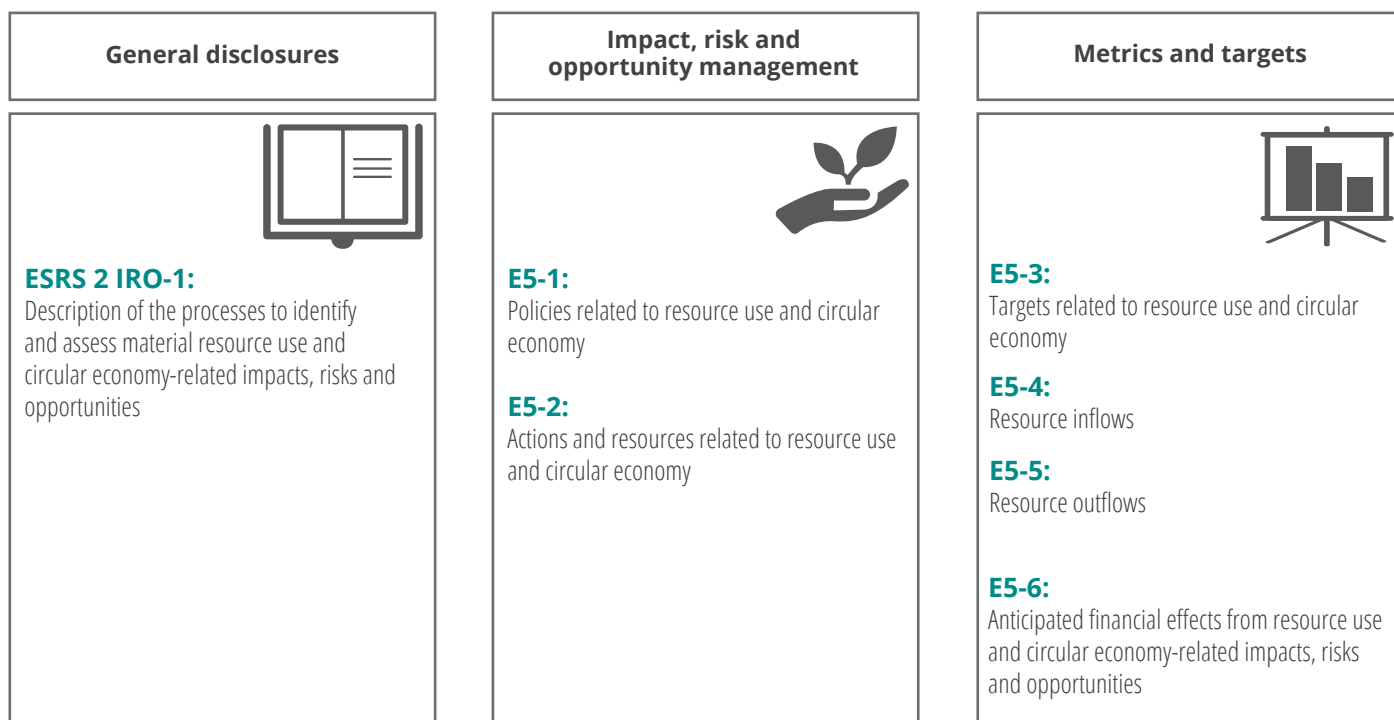 General disclosures
ESRS 2 IRO-1:
Description of the processes to identify
and assess material resource use and
circular economy-related impacts, risks and
opportunities
Impact, risk and
opportunity management
E5-1:
Policies related to resource use and circular
economy
E5-2:
Actions and resources related to resource use
and circular economy
Metrics and targets
E5-3:
Targets related to resource use and circular
economy
E5-4:
Resource inflows
E5-5:
Resource outflows
E5-6:
Anticipated financial effects from resource use
and circular economy-related impacts, risks
and opportunities